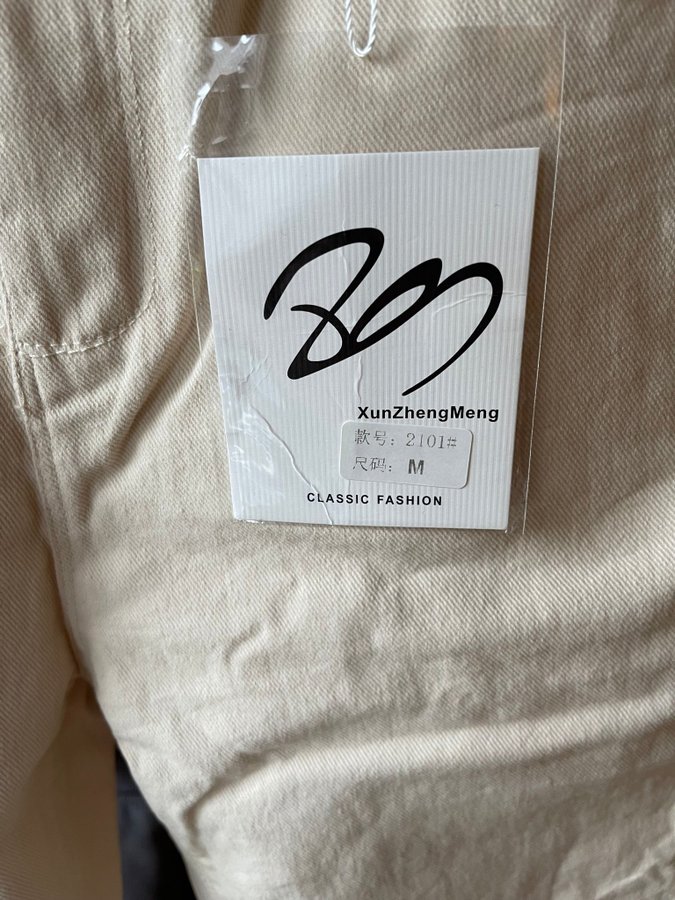 XunZhengMeng
款号: 2101#
尺码: M
CLASSIC FASHION